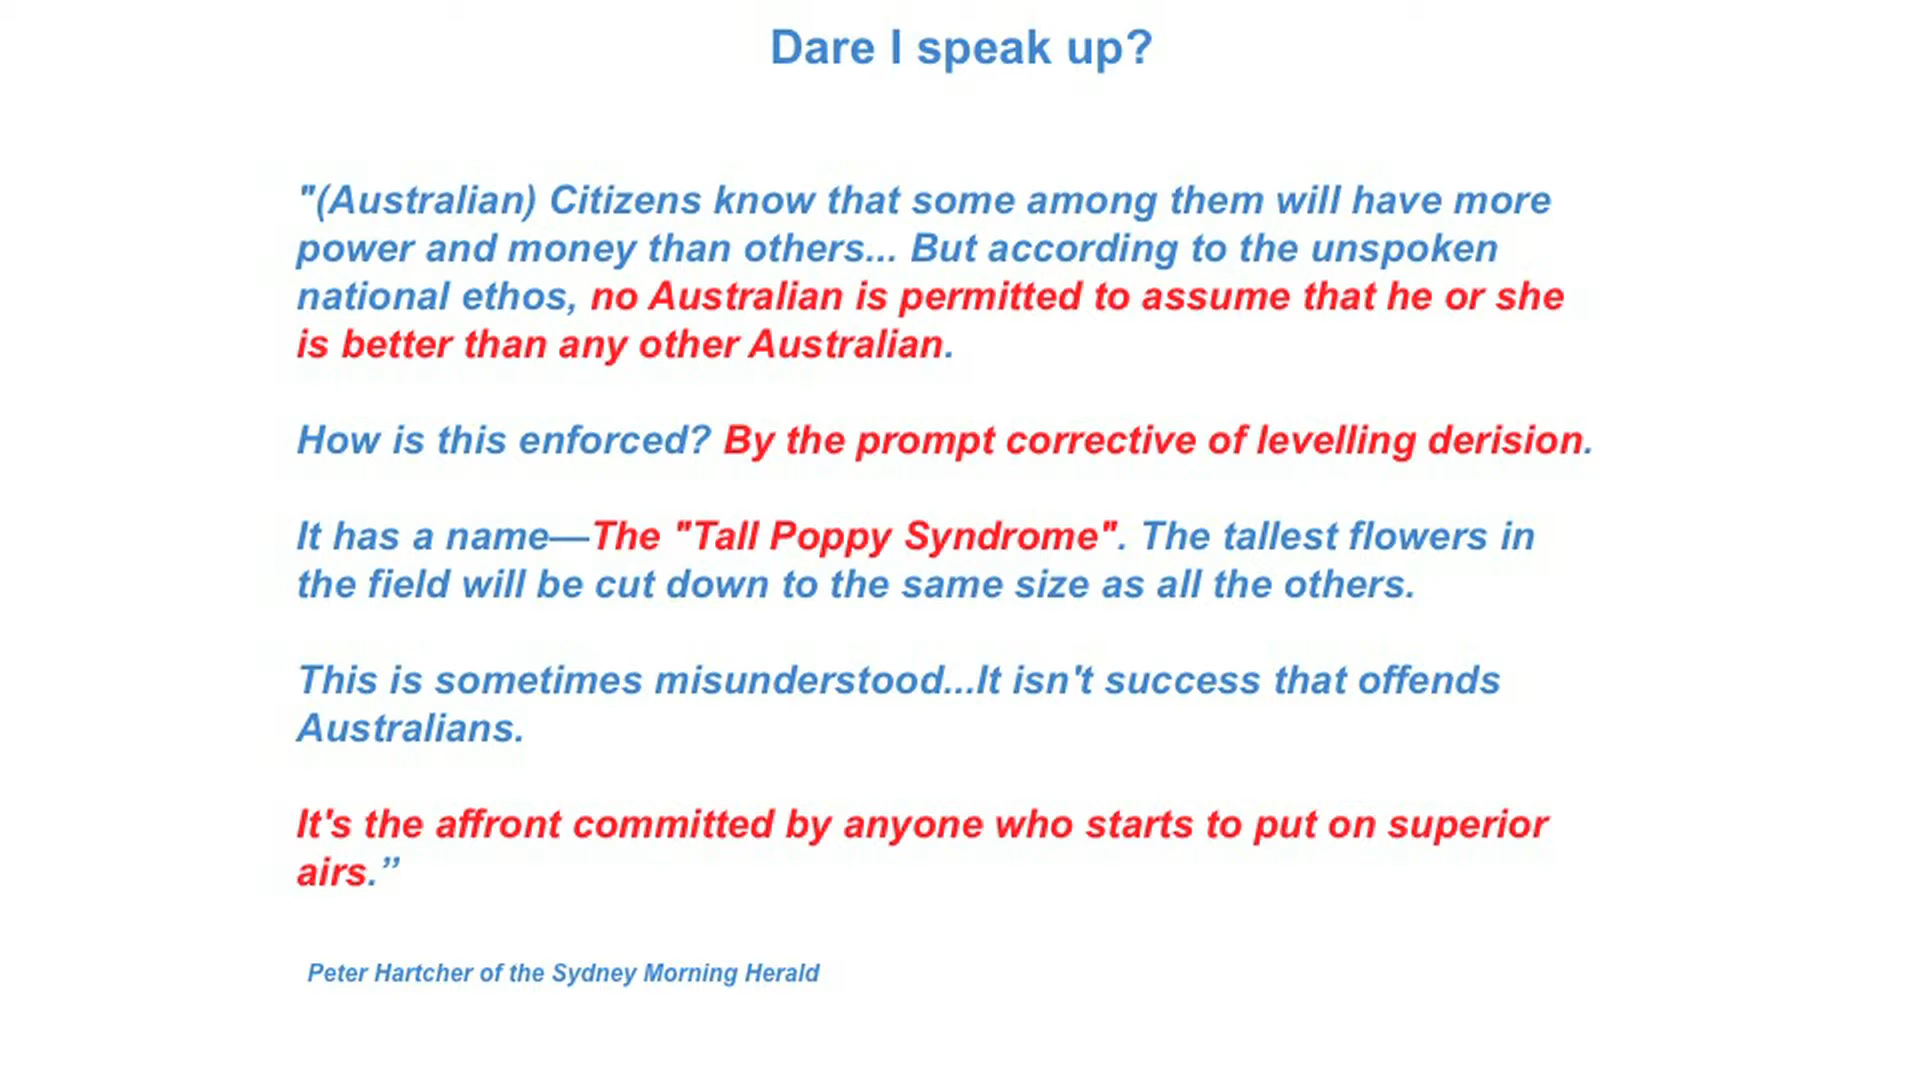 Dare I speak up?
"(Australian) Citizens know that some among them will have more
power and money than others... But according to the unspoken
national ethos, no Australian is permitted to assume that he or she
is better than any other Australian.
How is this enforced? By the prompt corrective of levelling derision.
It has a name—The "Tall Poppy Syndrome". The tallest flowers in
the field will be cut down to the same size as all the others.
This is sometimes misunderstood...It isn't success that offends
Australians.
It's the affront committed by anyone who starts to put on superior
airs.”
Peter Hartcher of the Sydney Morning Herald